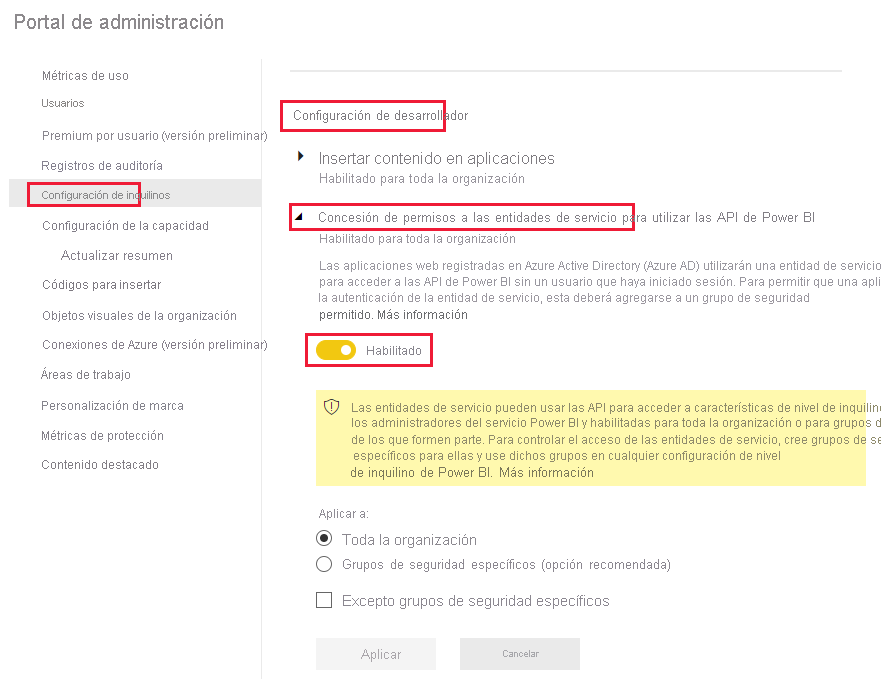 Portal de administración
Métricas de uso
Usuarios
Premium por usuario (versión preliminar)
Registros de auditoría
Configuración de inquilinos
Configuración de la capacidad
Actualizar resumen
Códigos para insertar
Objetos visuales de la organización
Conexiones de Azure (versión preliminar)
Áreas de trabajo
Personalización de marca
Métricas de protección
Contenido destacado
Configuración de desarrollador
Insertar contenido en aplicaciones
Habilitado para toda la organización
Concesión de permisos a las entidades de servicio para utilizar las API de Power BI
Habilitado para toda la organización
Las aplicaciones web registradas en Azure Active Directory (Azure AD) utilizarán una entidad de servicio
para acceder a las API de Power BI sin un usuario que haya iniciado sesión. Para permitir que una apli
la autenticación de la entidad de servicio, esta deberá agregarse a un grupo de seguridad
permitido. Más información
Habilitado
Las entidades de servicio pueden usar las API para acceder a características de nivel de inquilin
los administradores del servicio Power BI y habilitadas para toda la organización o para grupos d
de los que formen parte. Para controlar el acceso de las entidades de servicio, cree grupos de se
específicos para ellas y use dichos grupos en cualquier configuración de nivel
de inquilino de Power BI. Más información
Aplicar a:
Toda la organización
Grupos de seguridad específicos (opción recomendada)
Excepto grupos de seguridad específicos
Aplicar
Cancelar